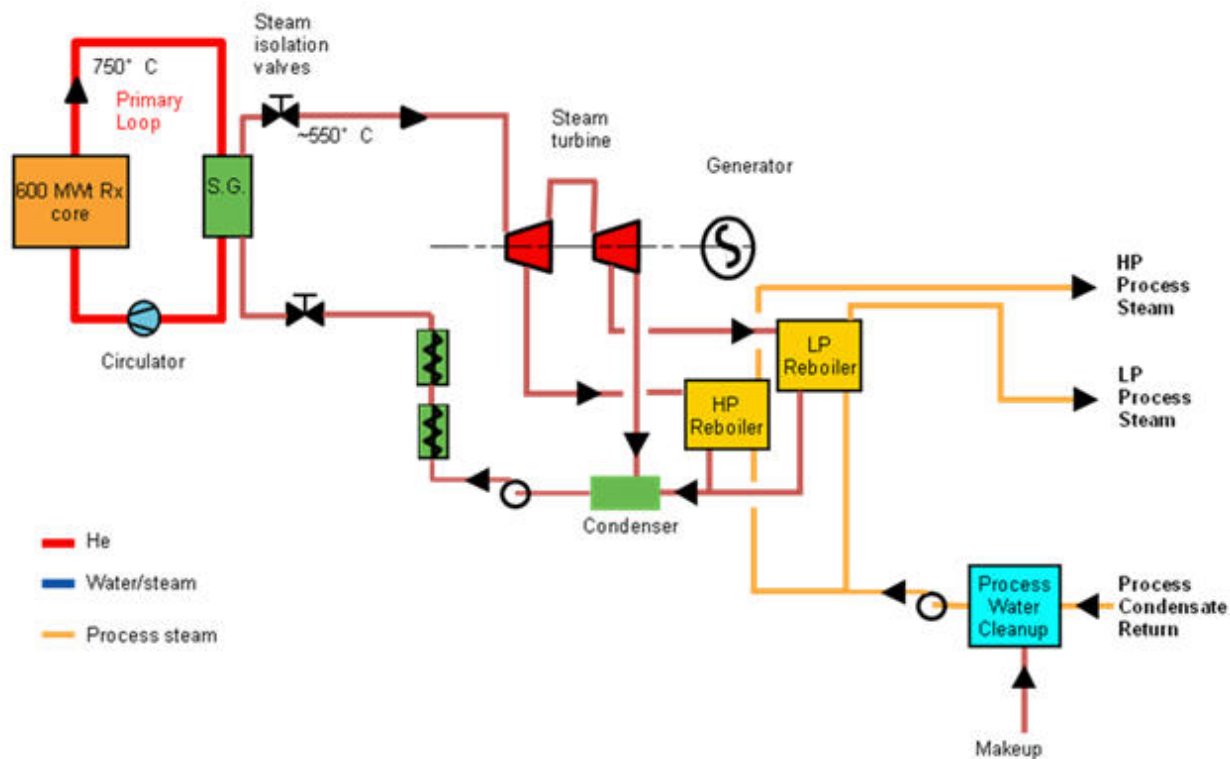 Steam
isolation
valves
750° C
Primary
Loop
~550° C
Steam
turbine
Generator
600 MWt Rx
core
S.G.
HP
Process
Steam
LP
Reboiler
Circulator
LP
Process
Steam
HP
Reboiler
Condenser
He
Water/steam
Process steam
Process
Water
Cleanup
Process
Condensate
Return
Makeup